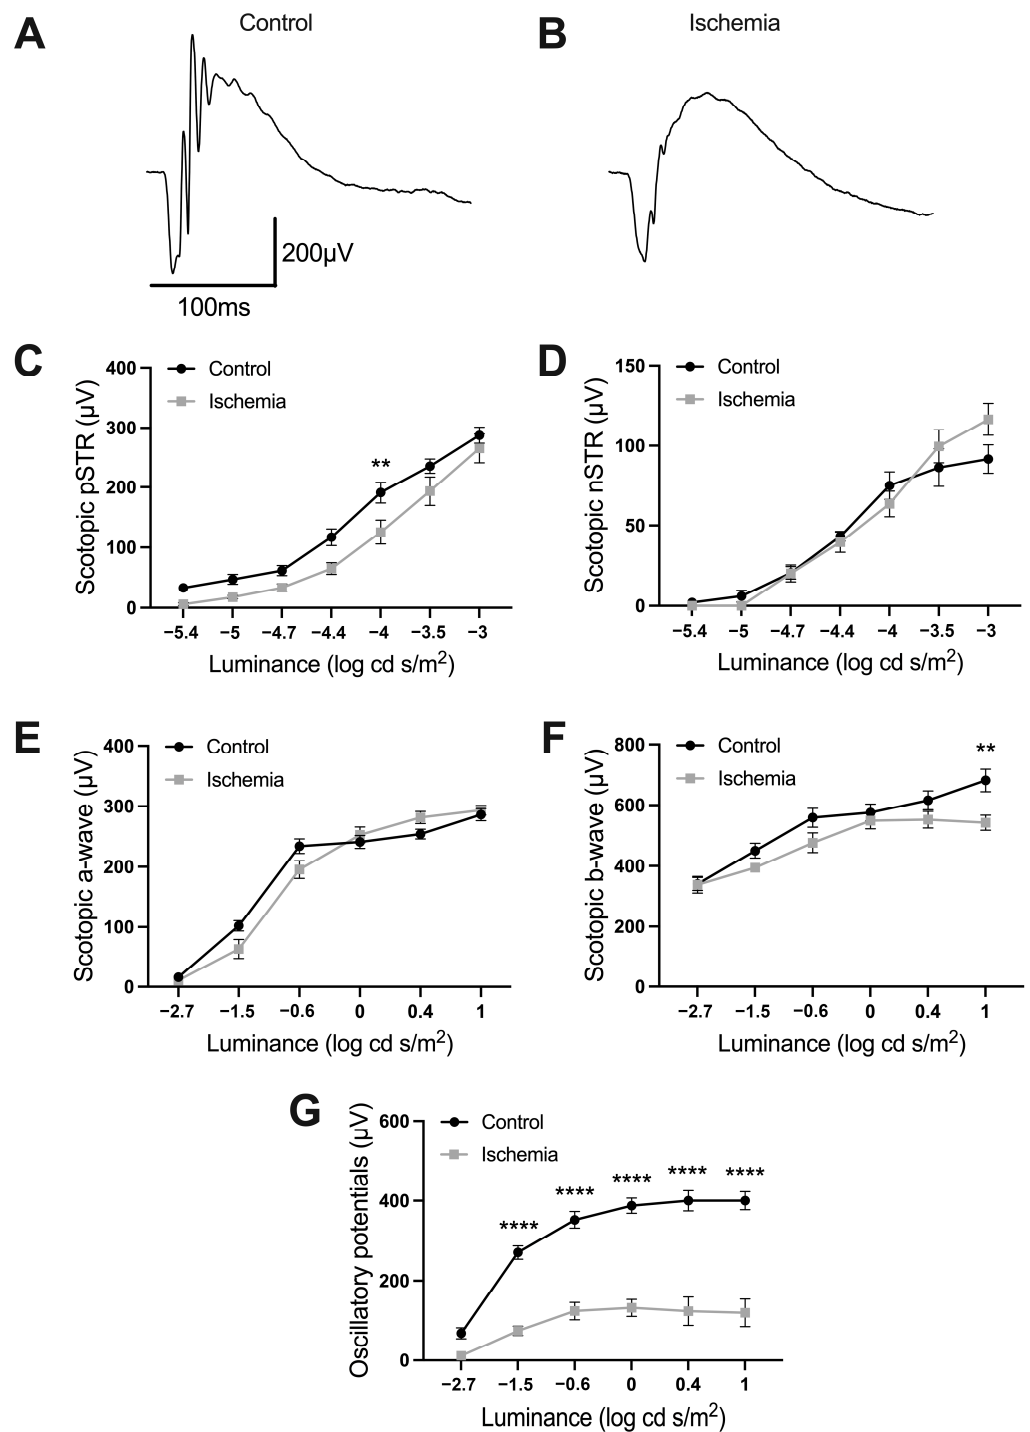 A
Control
B
Ischemia
200µV
100ms
C
Scotopic pSTR (µV)
400
300
200
100
0
Control
Ischemia
**
−5.4 −5 −4.7 −4.4 −4 −3.5 −3
Luminance (log cd s/m²)
D
Scotopic nSTR (µV)
150
100
50
0
Control
Ischemia
−5.4 −5 −4.7 −4.4 −4 −3.5 −3
Luminance (log cd s/m²)
E
Scotopic a-wave (µV)
400
300
200
100
0
Control
Ischemia
−2.7 −1.5 −0.6 0 0.4 1
Luminance (log cd s/m²)
F
Scotopic b-wave (µV)
800
600
400
200
0
Control
Ischemia
**
−2.7 −1.5 −0.6 0 0.4 1
Luminance (log cd s/m²)
G
Oscillatory potentials (µV)
600
400
200
0
Control
Ischemia
**** **** **** **** ****
−2.7 −1.5 −0.6 0 0.4 1
Luminance (log cd s/m²)